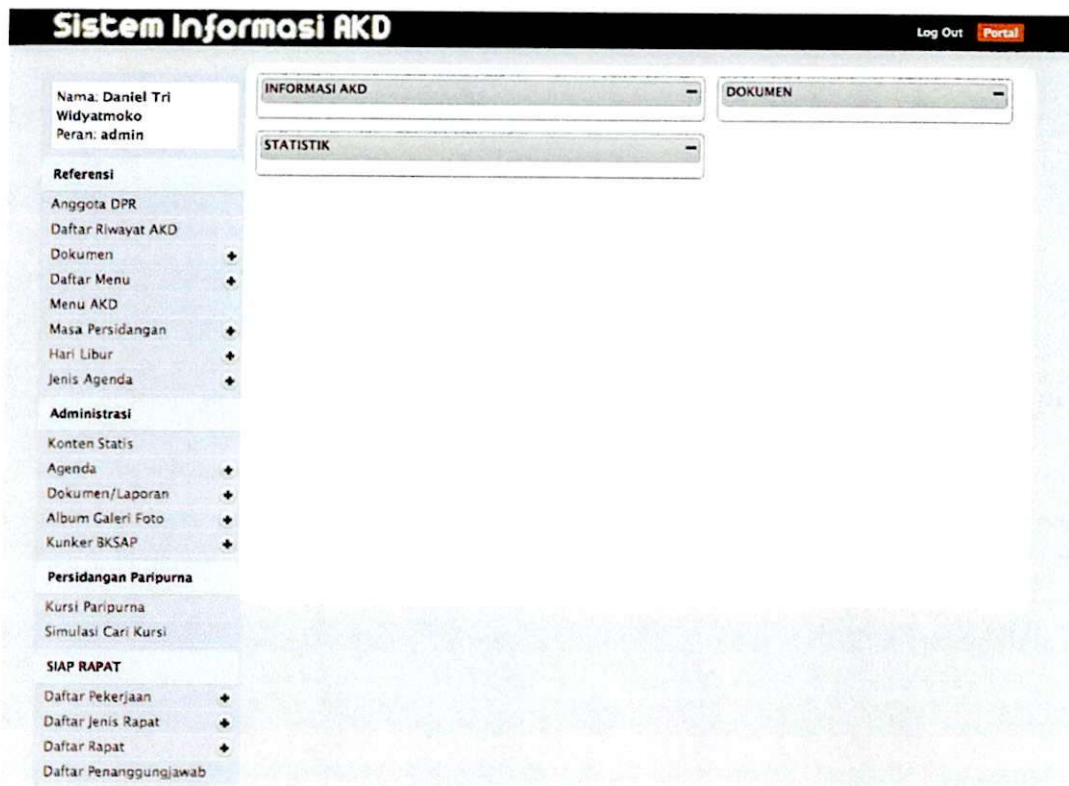 Sistem Informasi AKD
Log Out Portal
Nama: Daniel Tri
Widyatmoko
Peran: admin
Referensi
Anggota DPR
Daftar Riwayat AKD
Dokumen
Daftar Menu
Menu AKD
Masa Persidangan
Hari Libur
Jenis Agenda
Administrasi
Konten Statis
Agenda
Dokumen/Laporan
Album Galeri Foto
Kunker BKSAP
Persidangan Paripurna
Kursi Paripurna
Simulasi Cari Kursi
SIAP RAPAT
Daftar Pekerjaan
Daftar Jenis Rapat
Daftar Rapat
Daftar Penanggungjawab
INFORMASI AKD
STATISTIK
DOKUMEN